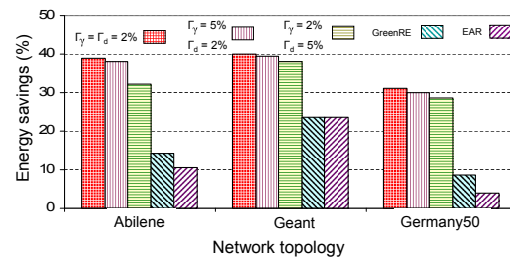 50
40
30
20
10
0
Energy savings (%)
Γγ = Γd = 2%
Γγ = 5%
Γd = 2%
Γγ = 2%
Γd = 5%
GreenRE
EAR
Abilene
Geant
Germany50
Network topology